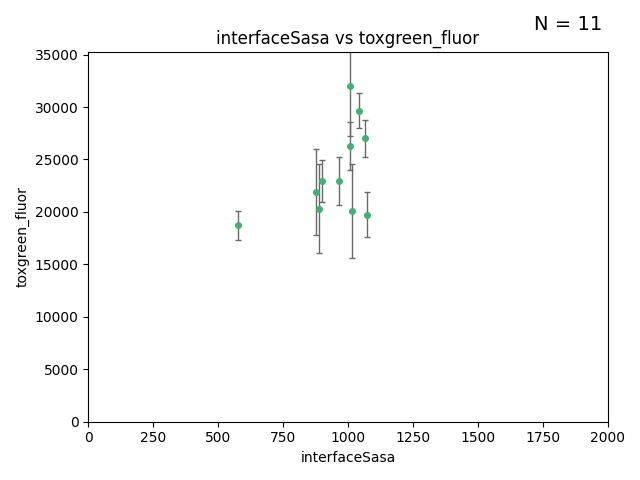 N = 11
interfaceSasa vs toxgreen_fluor
35000
30000
25000
20000
15000
10000
5000
0
toxgreen_fluor
0 250 500 750 1000 1250 1500 1750 2000
interfaceSasa